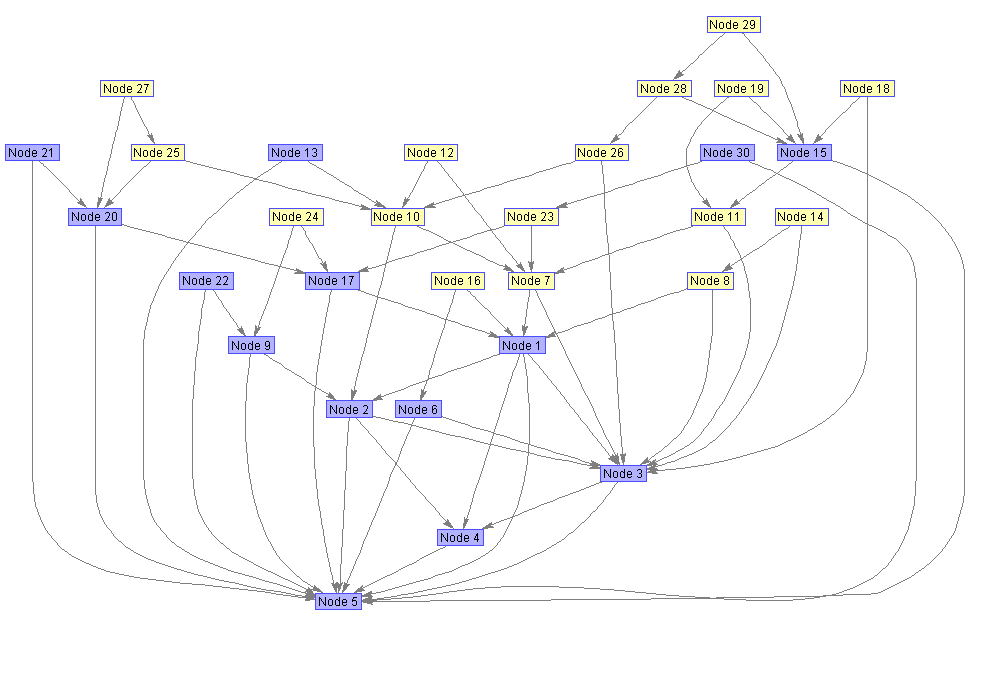 Node 29
Node 27
Node 28
Node 19
Node 18
Node 21
Node 25
Node 13
Node 12
Node 26
Node 30
Node 15
Node 20
Node 24
Node 10
Node 23
Node 11
Node 14
Node 22
Node 17
Node 16
Node 7
Node 8
Node 9
Node 1
Node 2
Node 6
Node 3
Node 4
Node 5